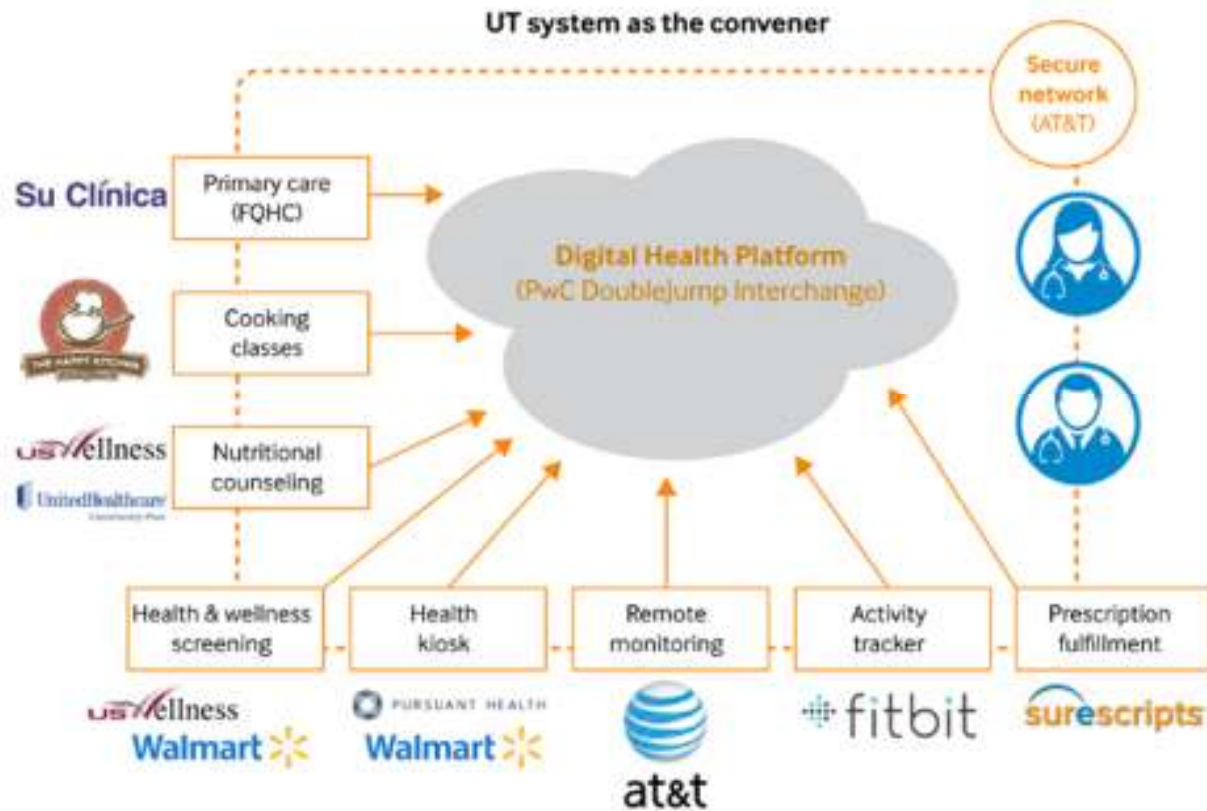 UT system as the convener
Secure
network
(AT&T)
Su Clínica
Primary care
(FQHC)
Digital Health Platform
(PwC DoubleJump Interchange)
THE HAPPY KITCHEN
Cooking
classes
USWellness
UnitedHealthcare
Nutritional
counseling
Health & wellness
screening
Health
kiosk
Remote
monitoring
Activity
tracker
Prescription
fulfillment
USWellness
Walmart
PURSUANT HEALTH
Walmart
at&t
fitbit
surescripts